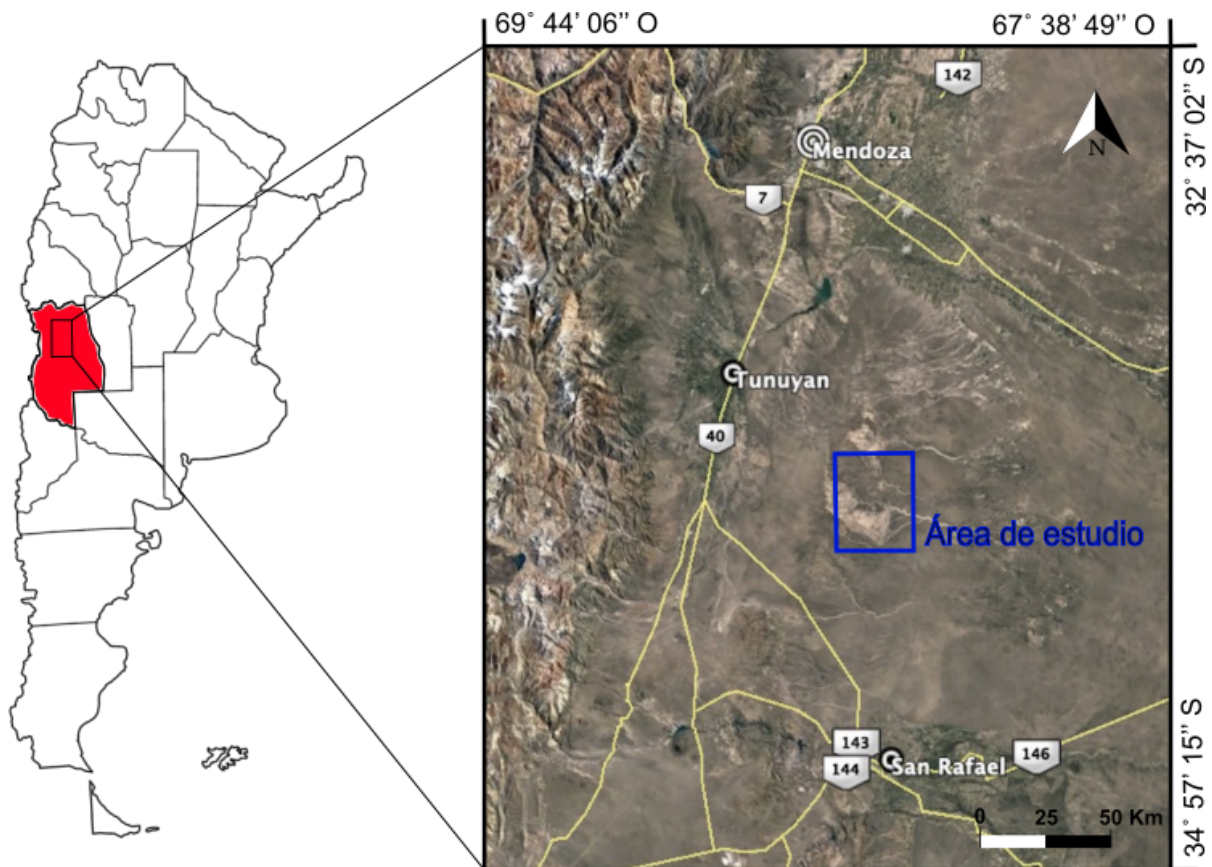 69˚ 44’ 06’’ O
67˚ 38’ 49’’ O
142
32˚ 37’ 02’’ S
N
Mendoza
7
Tunuyan
40
Área de estudio
34˚ 57’ 15’’ S
143
146
San Rafael
144
0 25 50 Km